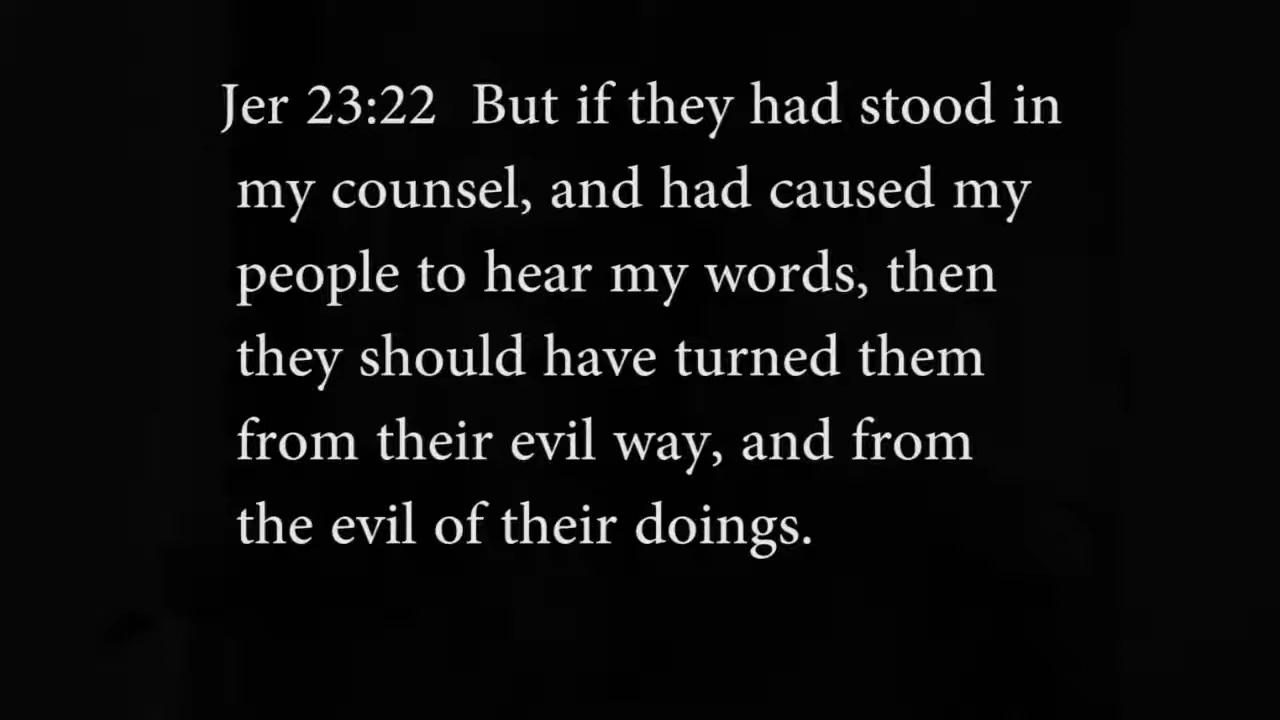 Jer 23:22  But if they had stood in
my counsel, and had caused my
people to hear my words, then
they should have turned them
from their evil way, and from
the evil of their doings.